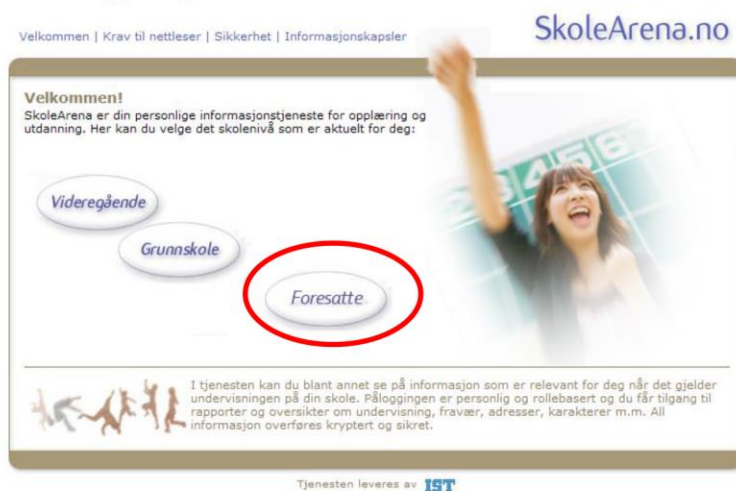 Velkommen | Krav til nettleser | Sikkerhet | Informasjonskapsler
SkoleArena.no
Velkommen!
SkoleArena er din personlige informasjonstjeneste for opplæring og
utdanning. Her kan du velge det skolenivå som er aktuelt for deg:
Videregående
Grunnskole
Foresatte
I tjenesten kan du blant annet se på informasjon som er relevant for deg når det gjelder
undervisningen på din skole. Påloggingen er personlig og rollebasert og du får tilgang til
rapporter og oversikter om undervisning, fravær, adresser, karakterer m.m. All
informasjon overføres kryptert og sikret.
Tjenesten leveres av IST